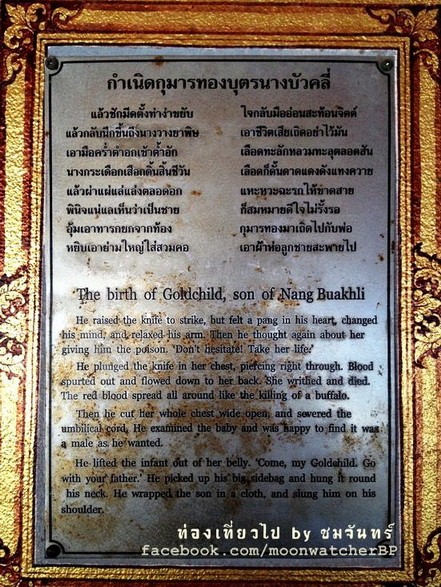 กำเนิดกุมารทองบุตรนางบัวคลี่
แล้วชักมีดตั้งท่าง่าขยับ ใจกลับมืออ่อนสะท้อนจิตต์
แล้วกลับนึกขึ้นถึงนางวางยาพิษ เอาชีวิตเสียเถิดอย่าไว้มัน
เอามีดคร่ำตำอกเข้าต้ำอัก เลือดทะลักหลวมทะลุตลอดสัน
นางกระเดือกเสือกดิ้นสิ้นชีวัน เลือดก็ดั้นดาดแดงดังแทงควาย
แล้วผ่าแผ่แล่แล่งตลอดอก แหะหวะฉะรกให้ขาดสาย
พินิจแน่แลเห็นว่าเป็นชาย ก็สมหมายดีใจไม่รั้งรอ
อุ้มเอาทารกยกจากท้อง กุมารทองมาเถิดไปกับพ่อ
หยิบเอาย่ามใหญ่ใส่สวมคอ เอาผ้าห่อลูกชายสะพายไป
The birth of Goldchild, son of Nang Buakhli
He raised the knife to strike, but felt a pang in his heart, changed
his mind, and relaxed his arm. Then he thought again about her
giving him the poison. 'Don't hesitate! Take her life.'
He plunged the knife in her chest, piercing right through. Blood
spurted out and flowed down to her back. She writhed and died.
The red blood spread all around like the killing of a buffalo.
Then he cut her whole chest wide open, and severed the
umbilical cord. He examined the baby and was happy to find it was
a male as he wanted.
He lifted the infant out of her belly. 'Come, my Goldchild. Go
with your father.' He picked up his big sidebag and hung it round
his neck. He wrapped the son in a cloth, and slung him on his
shoulder.
ท่องเที่ยวไป by ชมจันทร์
facebook.com/moonwatcherBP